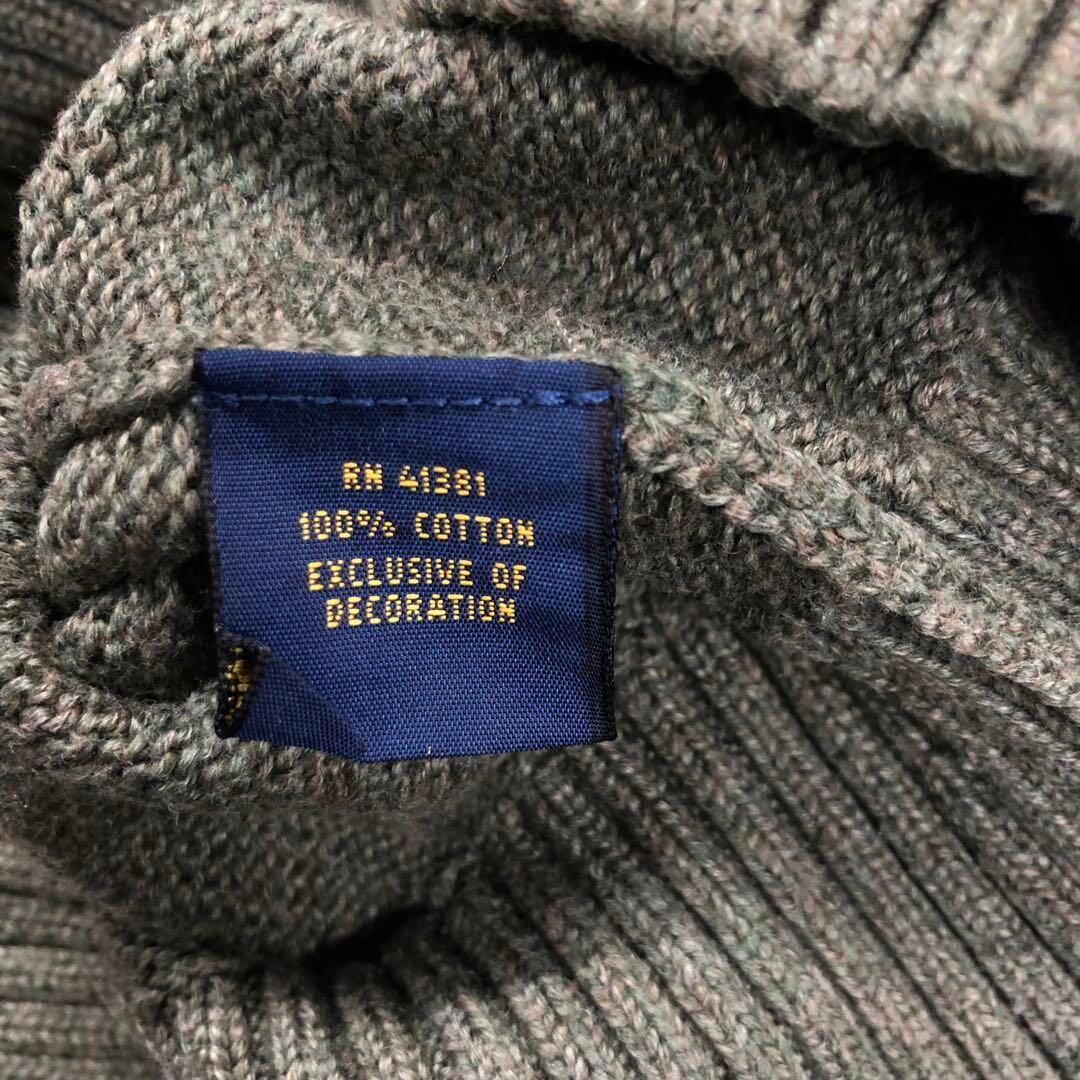 RN 41381
100% COTTON
EXCLUSIVE OF
DECORATION